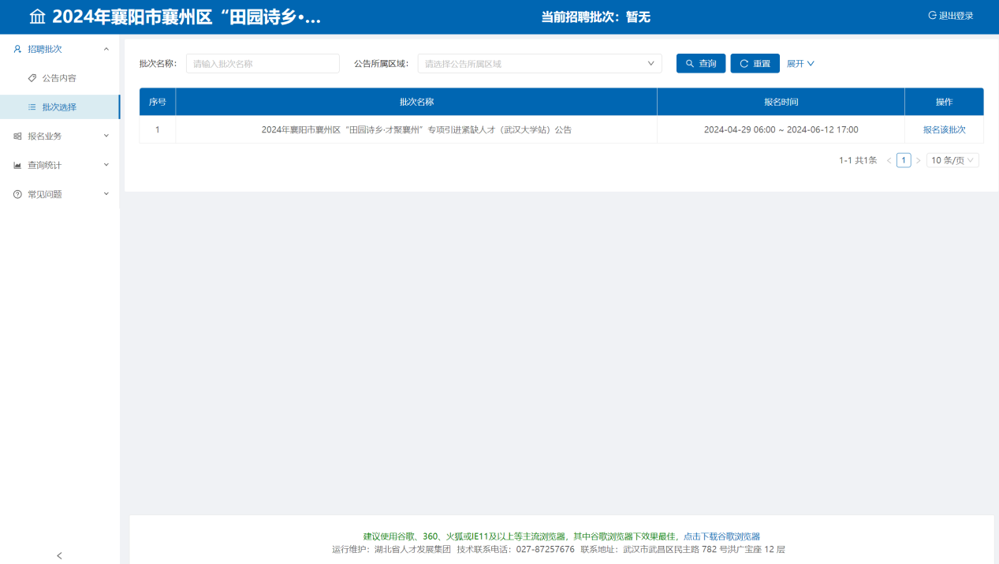 2024年襄阳市襄州区“田园诗乡·...
当前招聘批次：暂无
退出登录
招聘批次
公告内容
批次选择
报名业务
查询统计
常见问题
批次名称： 请输入批次名称 公告所属区域： 请选择公告所属区域 查询 重置 展开
序号 批次名称 报名时间 操作
1 2024年襄阳市襄州区“田园诗乡·才聚襄州”专项引进紧缺人才（武汉大学站）公告 2024-04-29 06:00 ~ 2024-06-12 17:00 报名该批次
1-1 共1条 < 1 > 10 条/页
建议使用谷歌、360、火狐或IE11及以上等主流浏览器，其中谷歌浏览器下效果最佳，点击下载谷歌浏览器
运行维护：湖北省人才发展集团 技术联系电话：027-87257676 联系地址：武汉市武昌区民主路 782 号洪广宝座 12 层